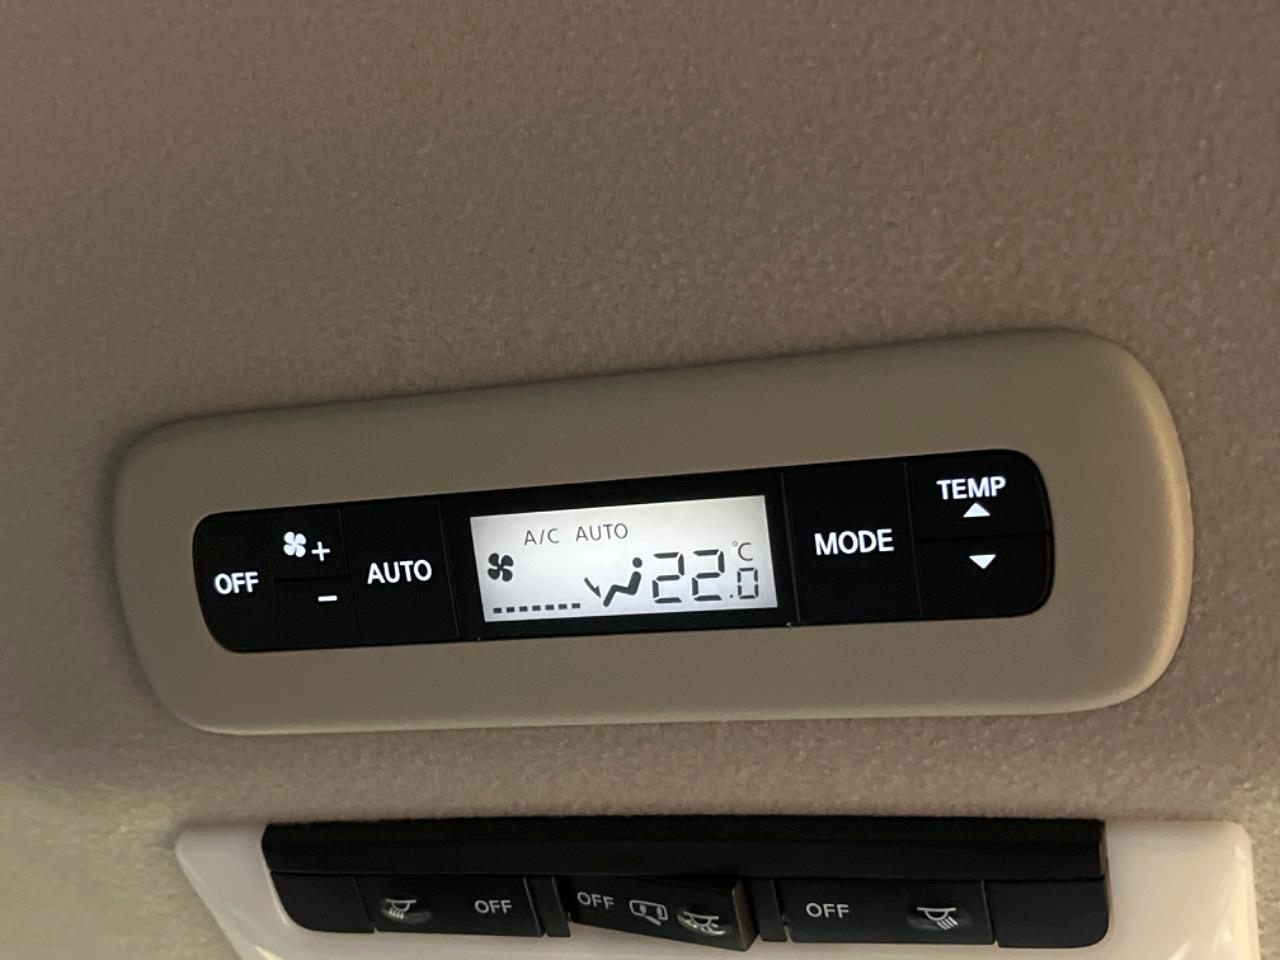 OFF
+
-
AUTO
A/C AUTO
22.0 °C
MODE
TEMP
OFF
OFF
OFF